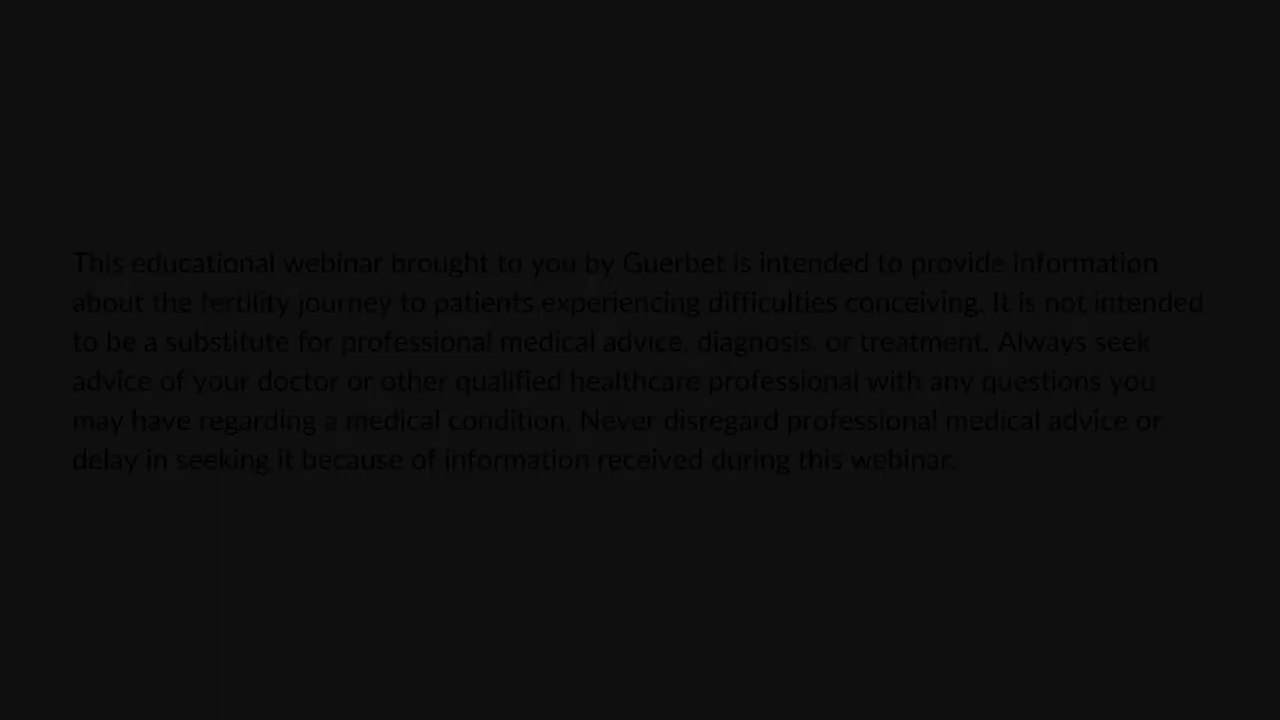 This educational webinar brought to you by Guerbet is intended to provide information
about the fertility journey to patients experiencing difficulties conceiving. It is not intended
to be a substitute for professional medical advice, diagnosis, or treatment. Always seek
advice of your doctor or other qualified healthcare professional with any questions you
may have regarding a medical condition. Never disregard professional medical advice or
delay in seeking it because of information received during this webinar.